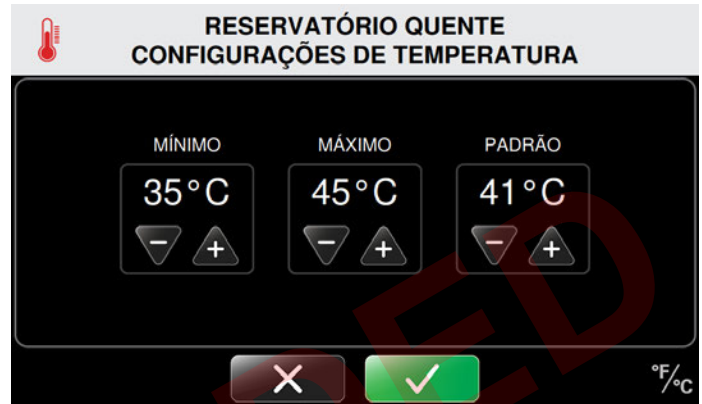 RESERVATÓRIO QUENTE
CONFIGURAÇÕES DE TEMPERATURA
MÍNIMO MÁXIMO PADRÃO
35°C 45°C 41°C
− + − + − +
°F/°C